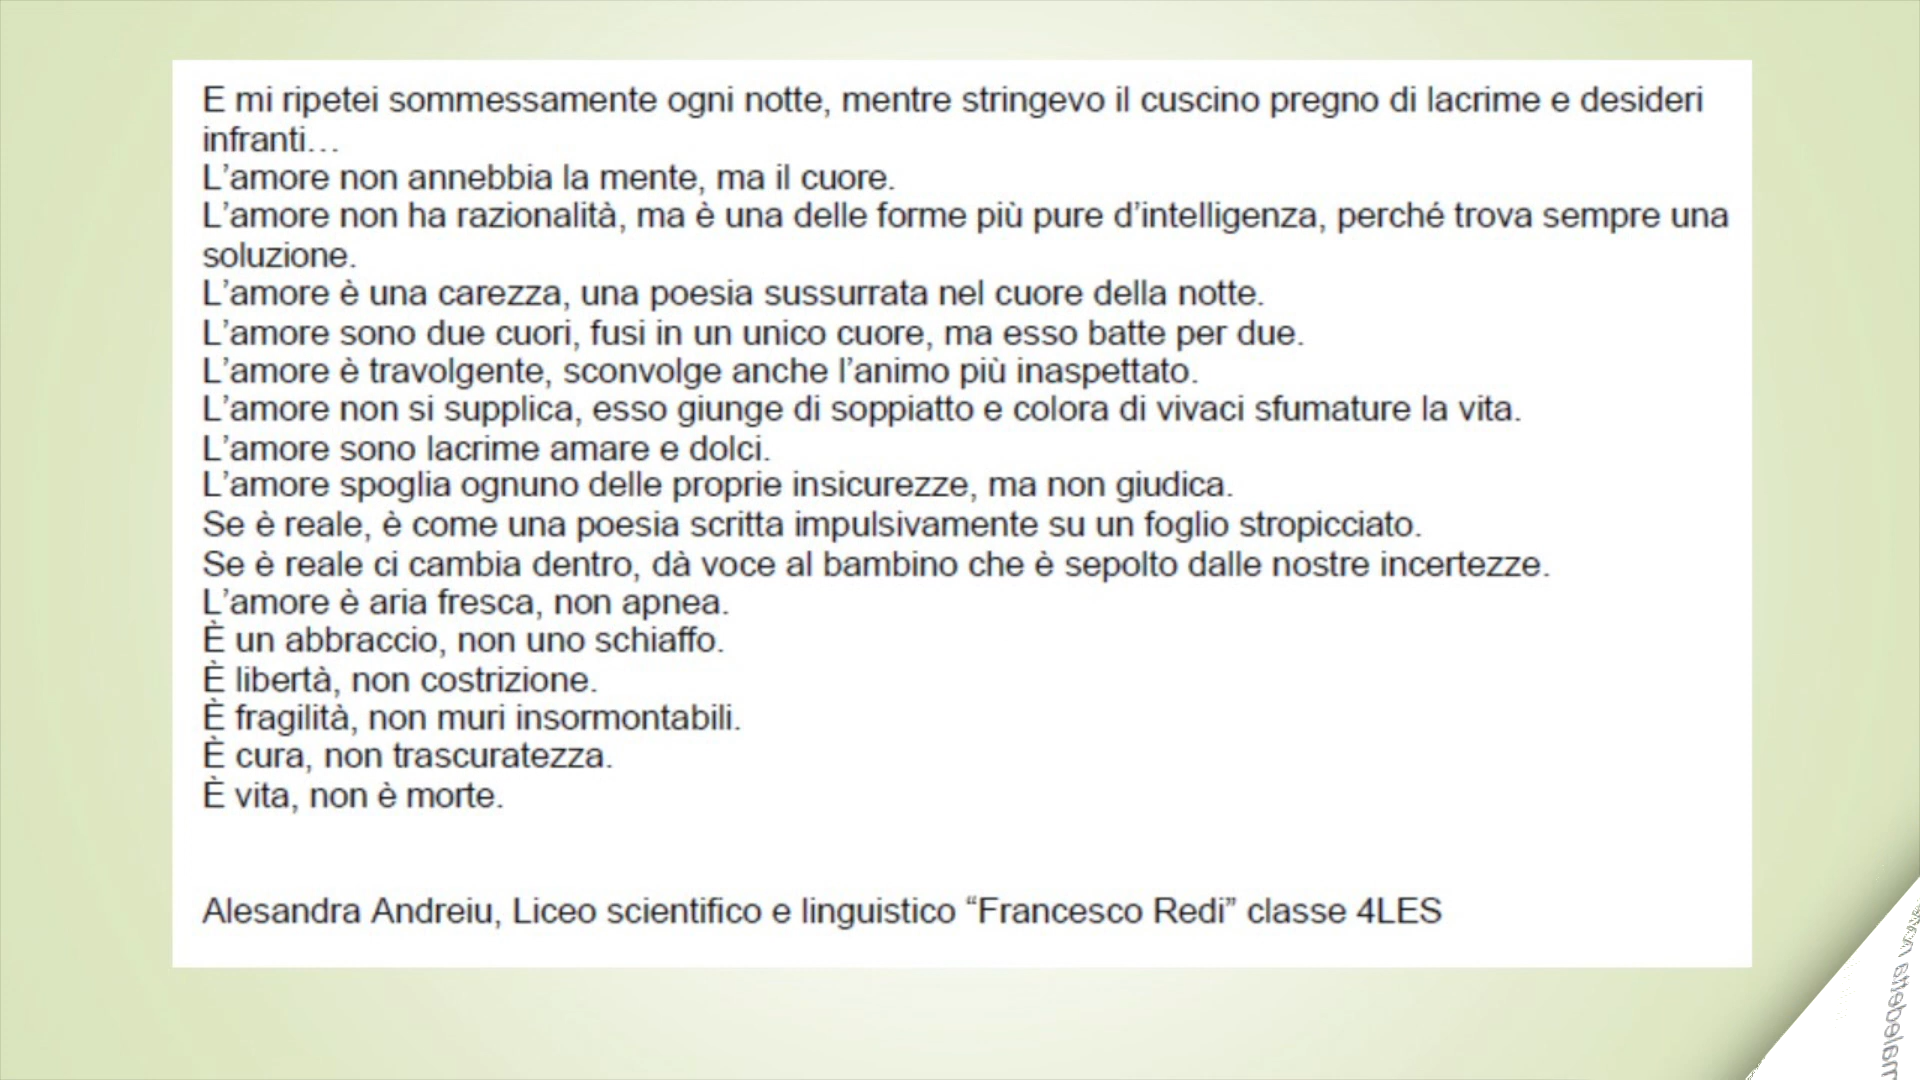 E mi ripetei sommessamente ogni notte, mentre stringevo il cuscino pregno di lacrime e desideri
infranti…
L’amore non annebbia la mente, ma il cuore.
L’amore non ha razionalità, ma è una delle forme più pure d’intelligenza, perché trova sempre una
soluzione.
L’amore è una carezza, una poesia sussurrata nel cuore della notte.
L’amore sono due cuori, fusi in un unico cuore, ma esso batte per due.
L’amore è travolgente, sconvolge anche l’animo più inaspettato.
L’amore non si supplica, esso giunge di soppiatto e colora di vivaci sfumature la vita.
L’amore sono lacrime amare e dolci.
L’amore spoglia ognuno delle proprie insicurezze, ma non giudica.
Se è reale, è come una poesia scritta impulsivamente su un foglio stropicciato.
Se è reale ci cambia dentro, dà voce al bambino che è sepolto dalle nostre incertezze.
L’amore è aria fresca, non apnea.
È un abbraccio, non uno schiaffo.
È libertà, non costrizione.
È fragilità, non muri insormontabili.
È cura, non trascuratezza.
È vita, non è morte.
Alesandra Andreiu, Liceo scientifico e linguistico “Francesco Redi” classe 4LES